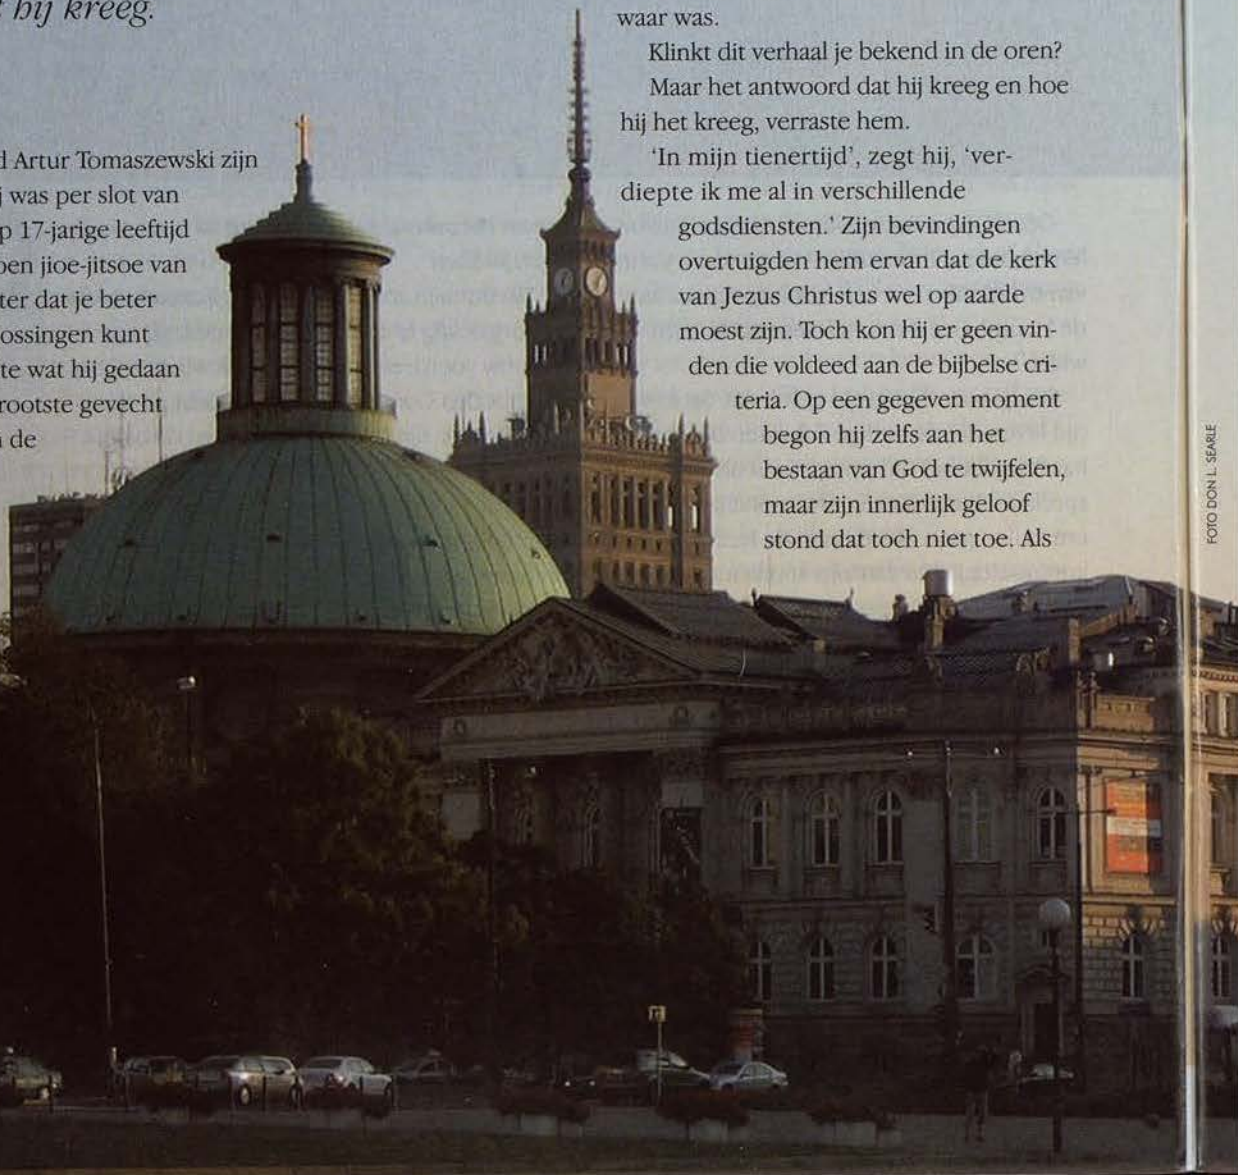 hij kreeg.
Artur Tomaszewski zijn
was per slot van
17-jarige leeftijd
jioe-jitsoe van
ter dat je beter
ossingen kunt
te wat hij gedaan
rootste gevecht
de
waar was.
Klinkt dit verhaal je bekend in de oren?
Maar het antwoord dat hij kreeg en hoe
hij het kreeg, verraste hem.
‘In mijn tienertijd’, zegt hij, ‘ver-
diepte ik me al in verschillende
godsdiensten.’ Zijn bevindingen
overtuigden hem ervan dat de kerk
van Jezus Christus wel op aarde
moest zijn. Toch kon hij er geen vin-
den die voldeed aan de bijbelse cri-
teria. Op een gegeven moment
begon hij zelfs aan het
bestaan van God te twijfelen,
maar zijn innerlijk geloof
stond dat toch niet toe. Als
FOTO DON L. SEARLE